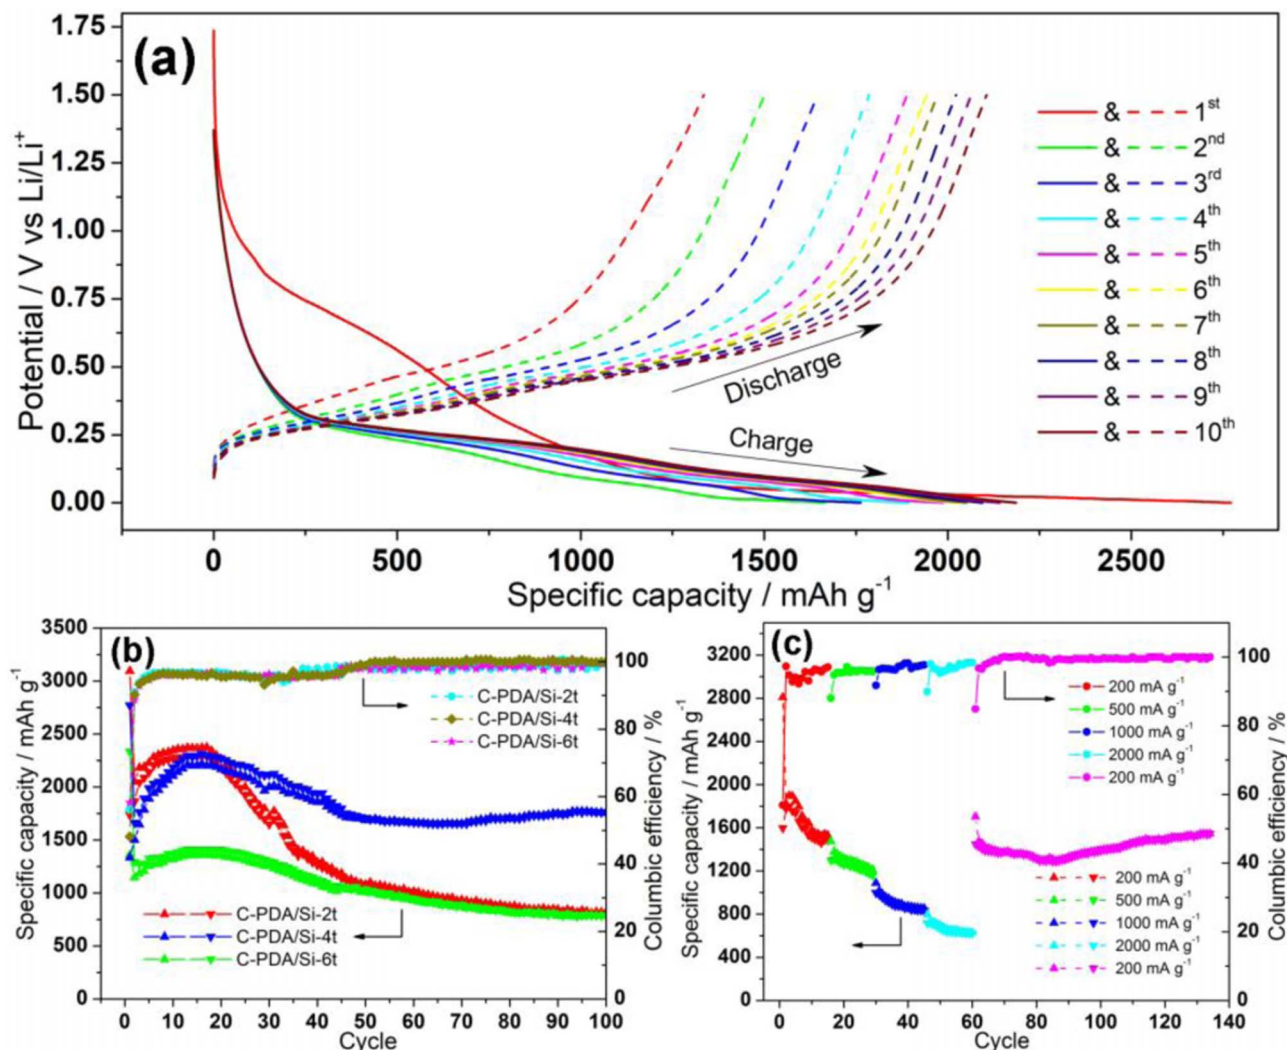 (a)
Potential / V vs Li/Li⁺
1.75
1.50
1.25
1.00
0.75
0.50
0.25
0.00
& 1st
& 2nd
& 3rd
& 4th
& 5th
& 6th
& 7th
& 8th
& 9th
& 10th
Discharge
Charge
0 500 1000 1500 2000 2500
Specific capacity / mAh g⁻¹
(b)
Specific capacity / mAh g⁻¹
3500
3000
2500
2000
1500
1000
500
0
C-PDA/Si-2t
C-PDA/Si-4t
C-PDA/Si-6t
C-PDA/Si-2t
C-PDA/Si-4t
C-PDA/Si-6t
100
80
60
40
20
0
Columbic efficiency / %
0 10 20 30 40 50 60 70 80 90 100
Cycle
(c)
Specific capacity / mAh g⁻¹
3200
2800
2400
2000
1600
1200
800
400
0
200 mA g⁻¹
500 mA g⁻¹
1000 mA g⁻¹
2000 mA g⁻¹
200 mA g⁻¹
200 mA g⁻¹
500 mA g⁻¹
1000 mA g⁻¹
2000 mA g⁻¹
200 mA g⁻¹
100
80
60
40
20
0
Columbic efficiency / %
0 20 40 60 80 100 120 140
Cycle